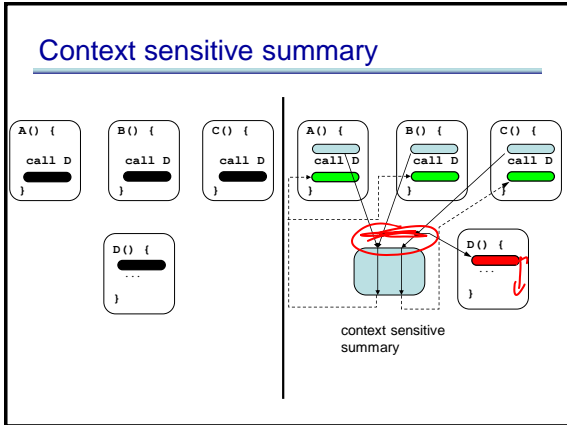 Context sensitive summary
A() {
call D
}
B() {
call D
}
C() {
call D
}
D() {
...
}
A() {
call D
}
B() {
call D
}
C() {
call D
}
D() {
...
}
context sensitive
summary